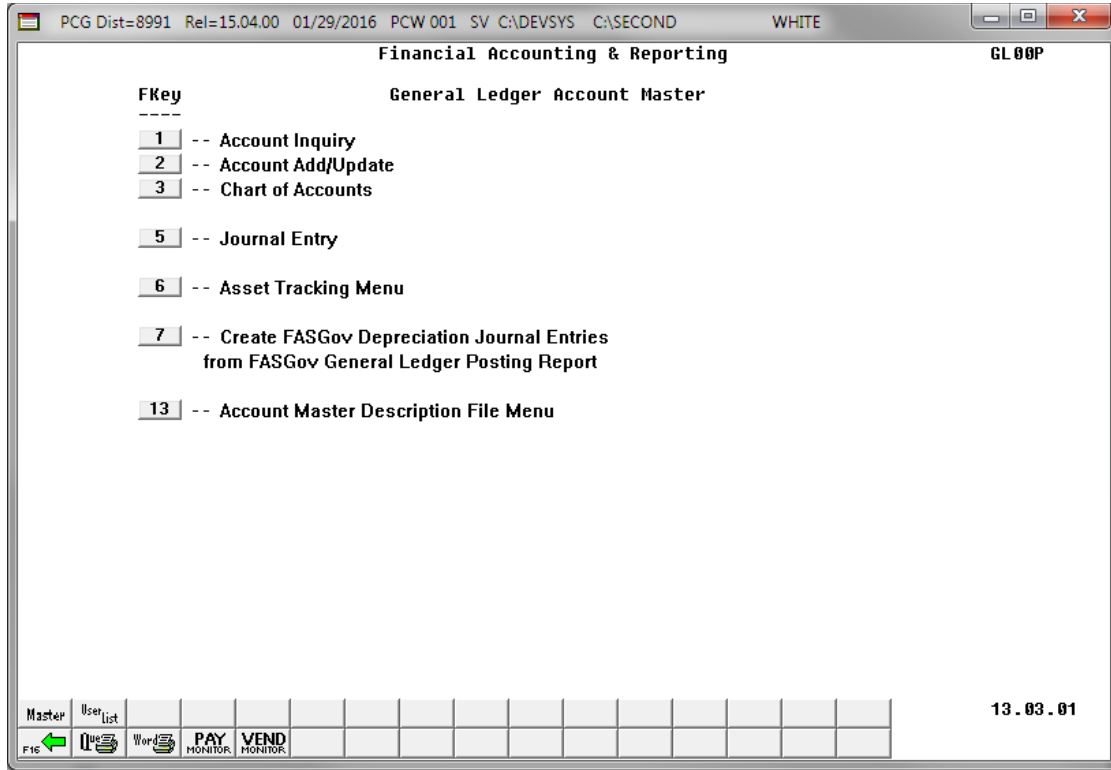 PCG Dist=8991 Rel=15.04.00 01/29/2016 PCW 001 SV C:\DEVSYS C:\SECOND WHITE
Financial Accounting & Reporting GL00P
FKey General Ledger Account Master
----
1 -- Account Inquiry
2 -- Account Add/Update
3 -- Chart of Accounts
5 -- Journal Entry
6 -- Asset Tracking Menu
7 -- Create FASGov Depreciation Journal Entries
from FASGov General Ledger Posting Report
13 -- Account Master Description File Menu
Master User List 13.03.01
F16 Que Word PAY MONITOR VEND MONITOR